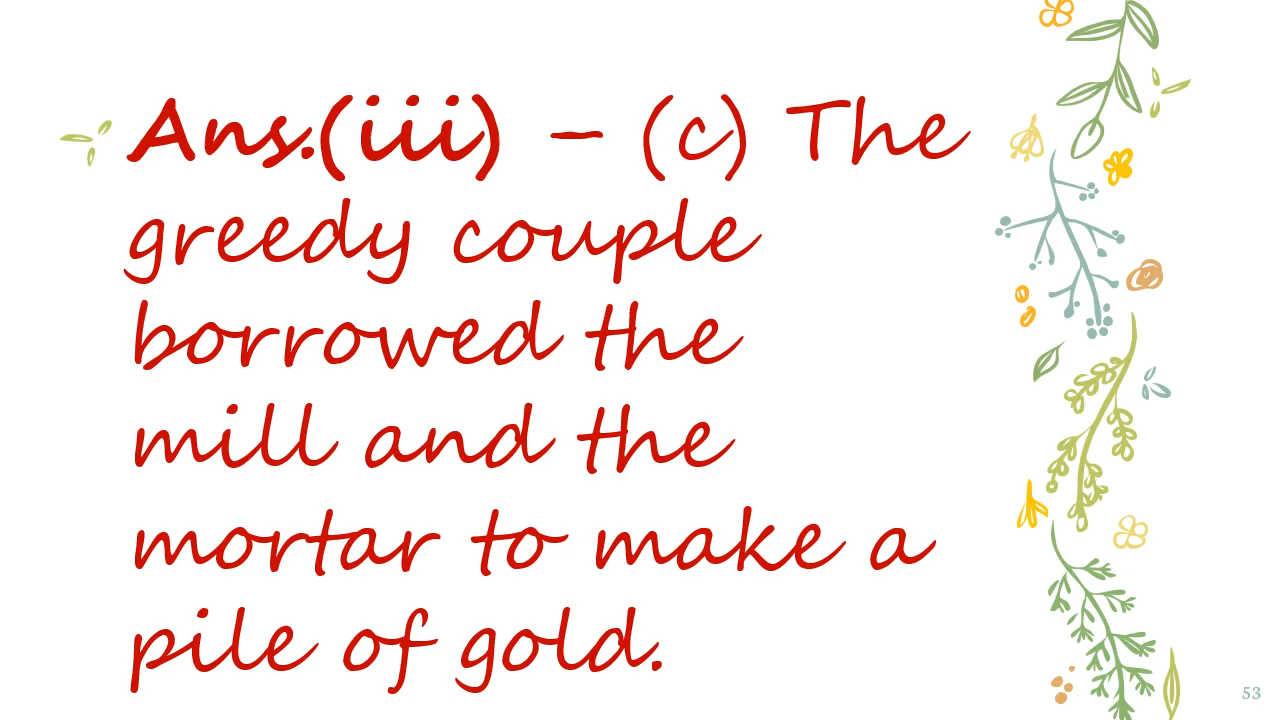 Ans.(iii) – (c) The
greedy couple
borrowed the
mill and the
mortar to make a
pile of gold.
53